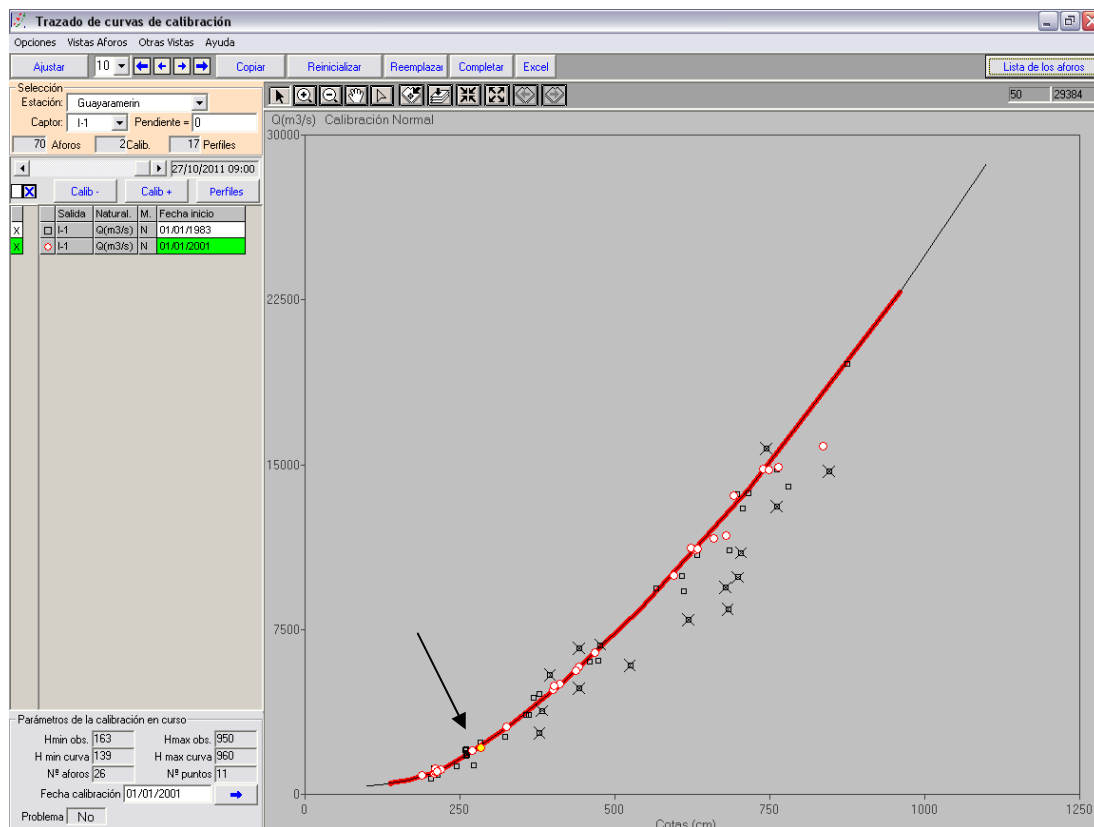 Trazado de curvas de calibración
Opciones Vistas Aforos Otras Vistas Ayuda
Ajustar 10 Copiar Reinicializar Reemplazar Completar Excel Lista de los aforos
Selección
Estación: Guayaramerin
Captor: I-1 Pendiente = 0
70 Aforos 2 Calib. 17 Perfiles
50 29384
27/10/2011 09:00
X Calib - Calib + Perfiles
Salida Natural. M. Fecha inicio
X I-1 Q(m3/s) N 01/01/1983
X I-1 Q(m3/s) N 01/01/2001
Q(m3/s) Calibración Normal
30000
22500
15000
7500
0
0 250 500 750 1000 1250
Cotas (cm)
Parámetros de la calibración en curso
Hmin obs. 163 Hmax obs. 950
H min curva 139 H max curva 960
Nº aforos 26 Nº puntos 11
Fecha calibración 01/01/2001
Problema No